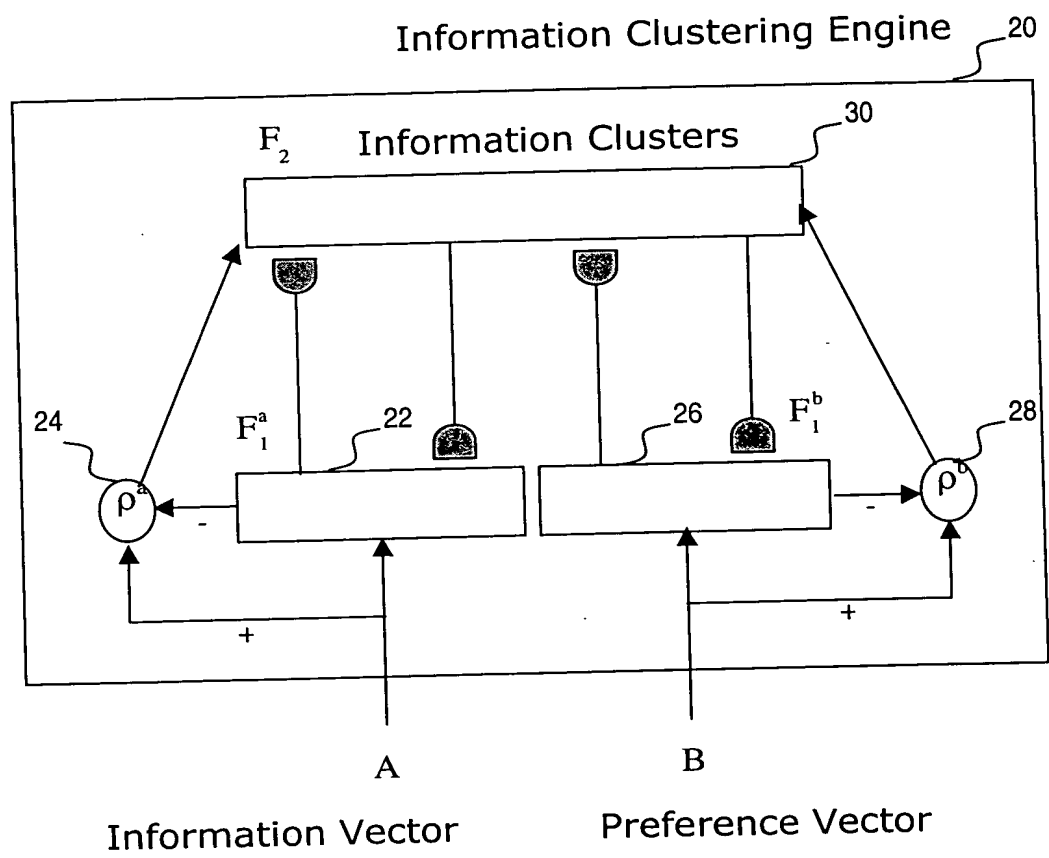 Information Clustering Engine
20
30
F₂ Information Clusters
24
F₁ᵃ
22
26
F₁ᵇ
28
ρᵃ
ρᵇ
-
-
+
+
A
B
Information Vector
Preference Vector